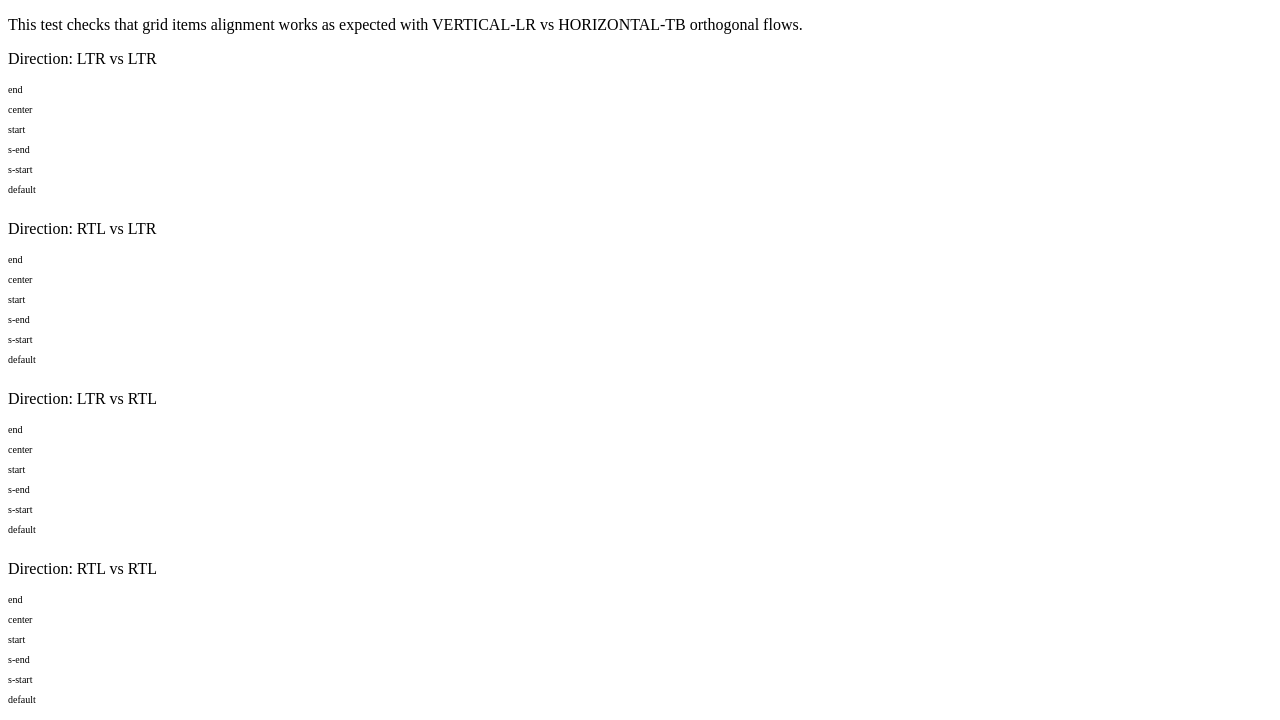 This test checks that grid items alignment works as expected with VERTICAL-LR vs HORIZONTAL-TB orthogonal flows.
Direction: LTR vs LTR
end
center
start
s-end
s-start
default
Direction: RTL vs LTR
end
center
start
s-end
s-start
default
Direction: LTR vs RTL
end
center
start
s-end
s-start
default
Direction: RTL vs RTL
end
center
start
s-end
s-start
default